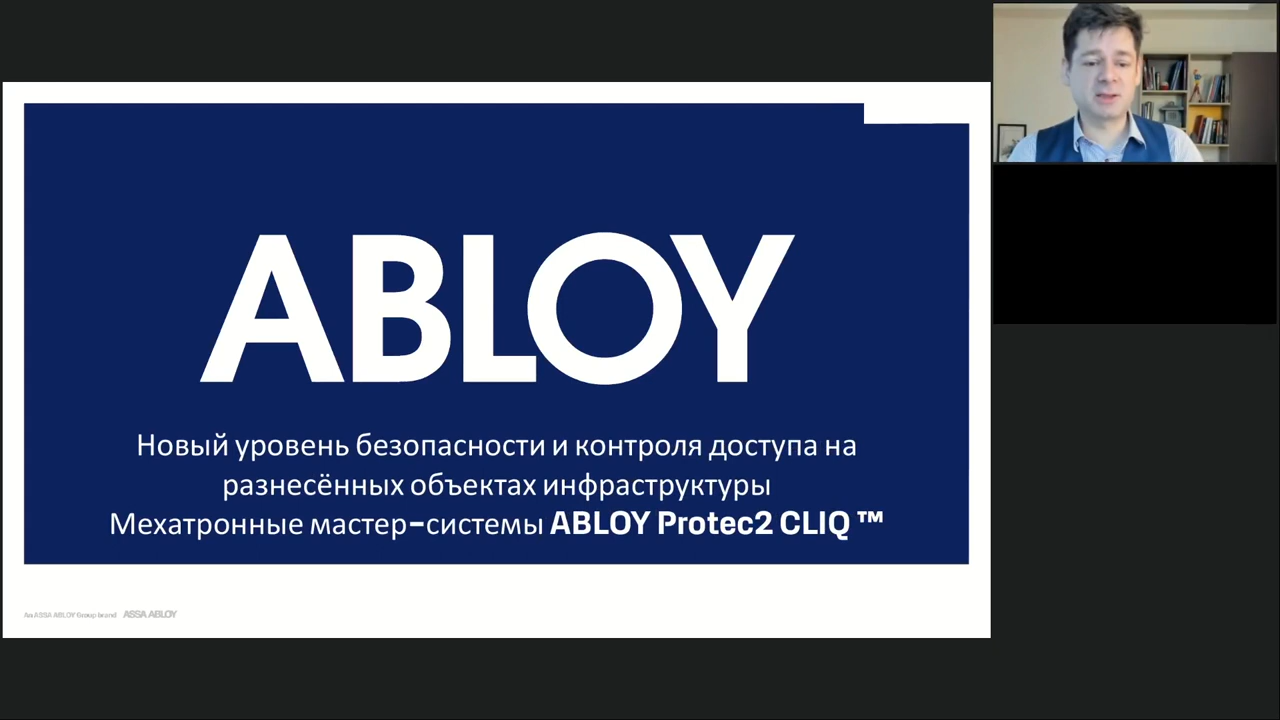 ABLOY
Новый уровень безопасности и контроля доступа на
разнесённых объектах инфраструктуры
Мехатронные мастер-системы ABLOY Protec2 CLIQ ™
An ASSA ABLOY Group brand ASSA ABLOY